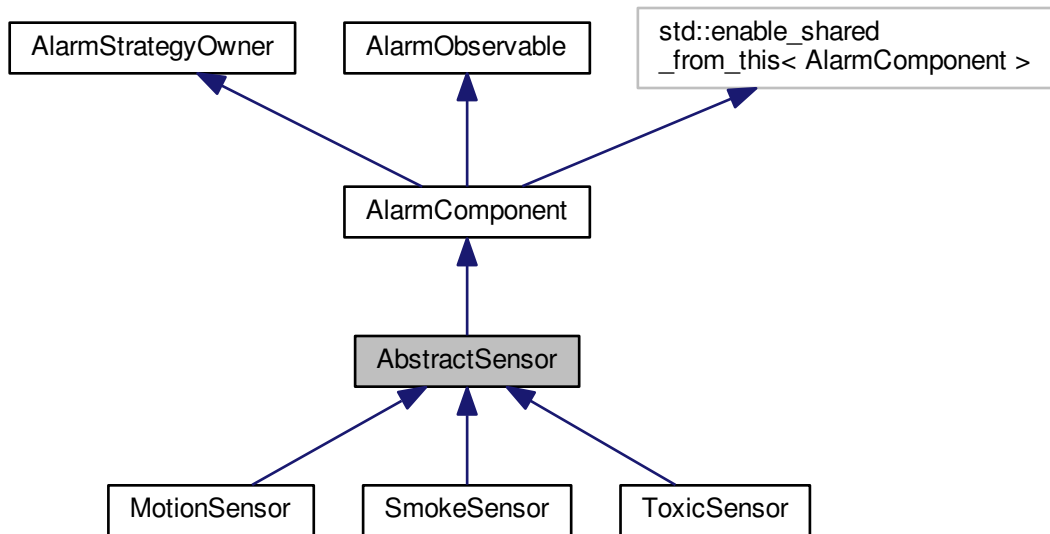 AlarmStrategyOwner
AlarmObservable
std::enable_shared
_from_this< AlarmComponent >
AlarmComponent
AbstractSensor
MotionSensor
SmokeSensor
ToxicSensor